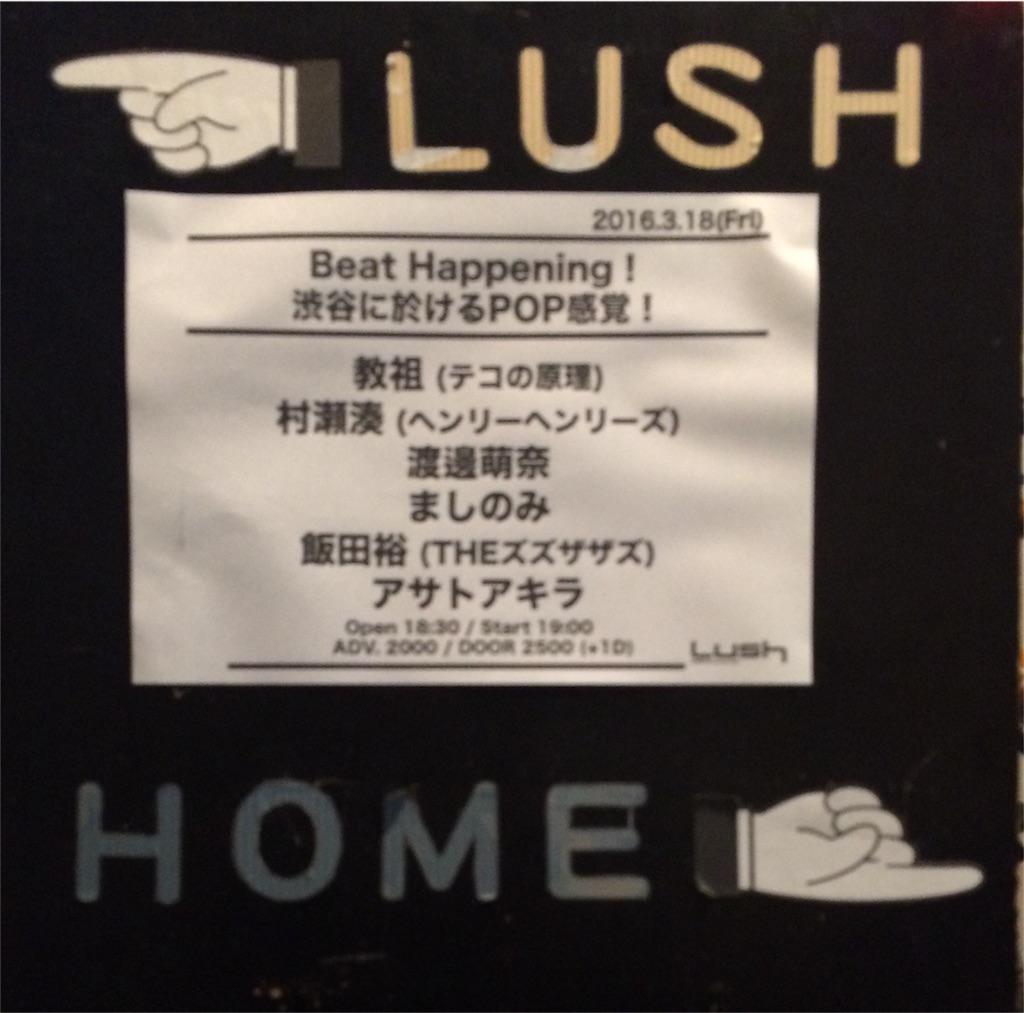 LUSH
2016.3.18(Fri)
Beat Happening！
渋谷に於けるPOP感覚！
教祖 (テコの原理)
村瀬湊 (ヘンリーヘンリーズ)
渡邊萌奈
ましのみ
飯田裕 (THEズズザザズ)
アサトアキラ
Open 18:30 / Start 19:00
ADV. 2000 / DOOR 2500 (+1D)
Lush
HOME